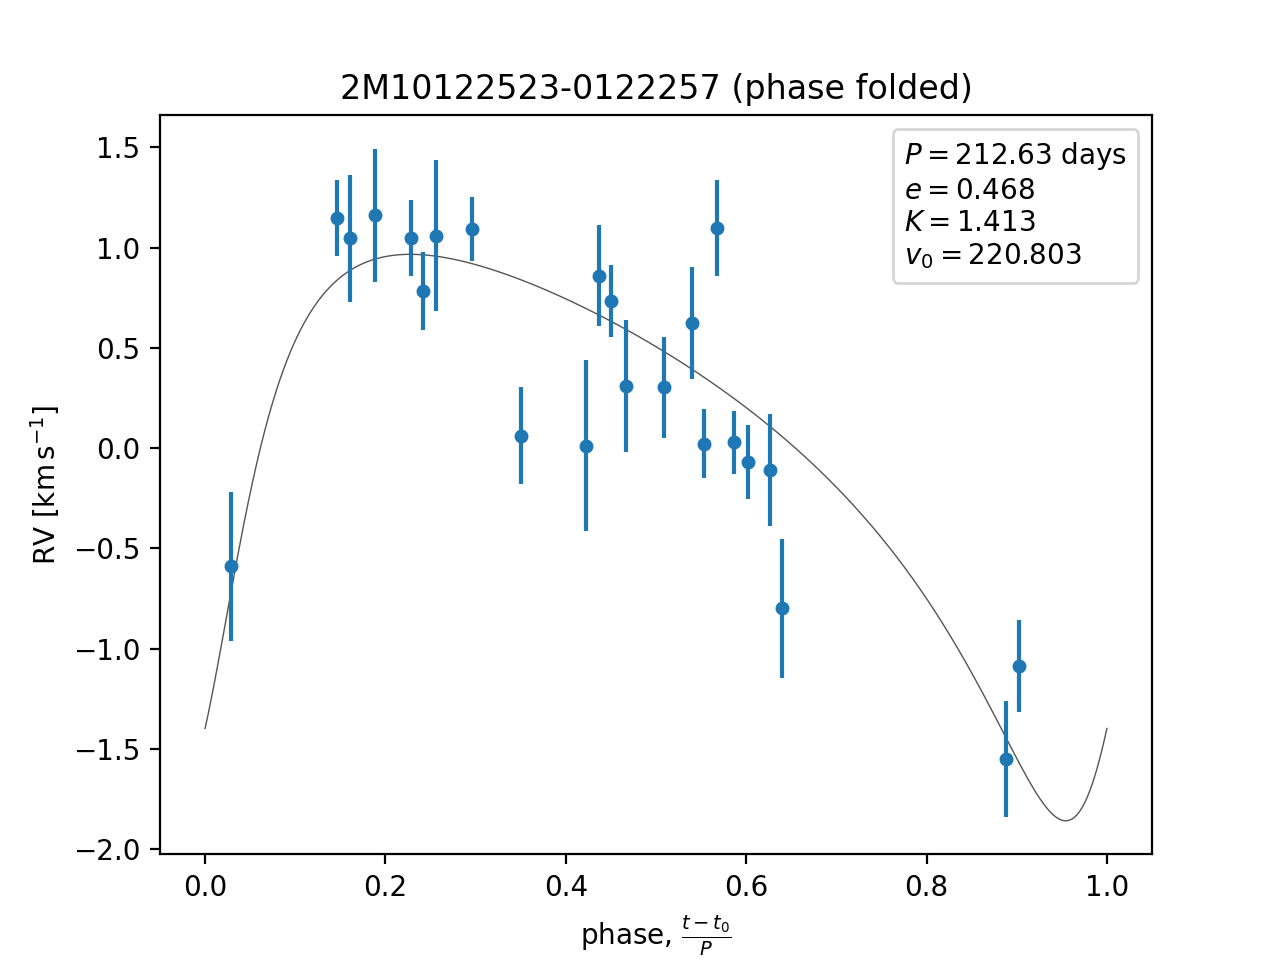 2M10122523-0122257 (phase folded)
P = 212.63 days
e = 0.468
K = 1.413
v₀ = 220.803
RV [km s⁻¹]
1.5
1.0
0.5
0.0
−0.5
−1.0
−1.5
−2.0
0.0 0.2 0.4 0.6 0.8 1.0
phase, (t − t₀)/P